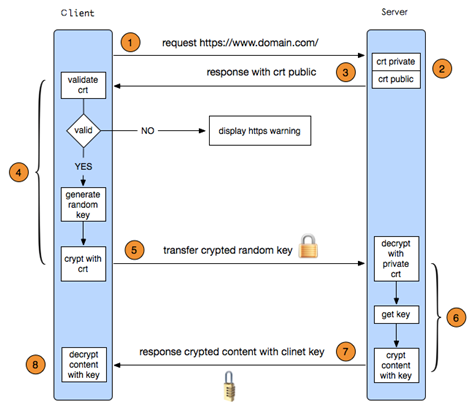 Client
Server
1
request https://www.domain.com/
crt private
2
response with crt public
3
crt public
validate
crt
valid
NO
display https warning
4
YES
generate
random
key
5
transfer crypted random key
crypt with
crt
decrypt
with
private
crt
get key
6
7
response crypted content with clinet key
8
decrypt
content
with key
crypt
content
with key